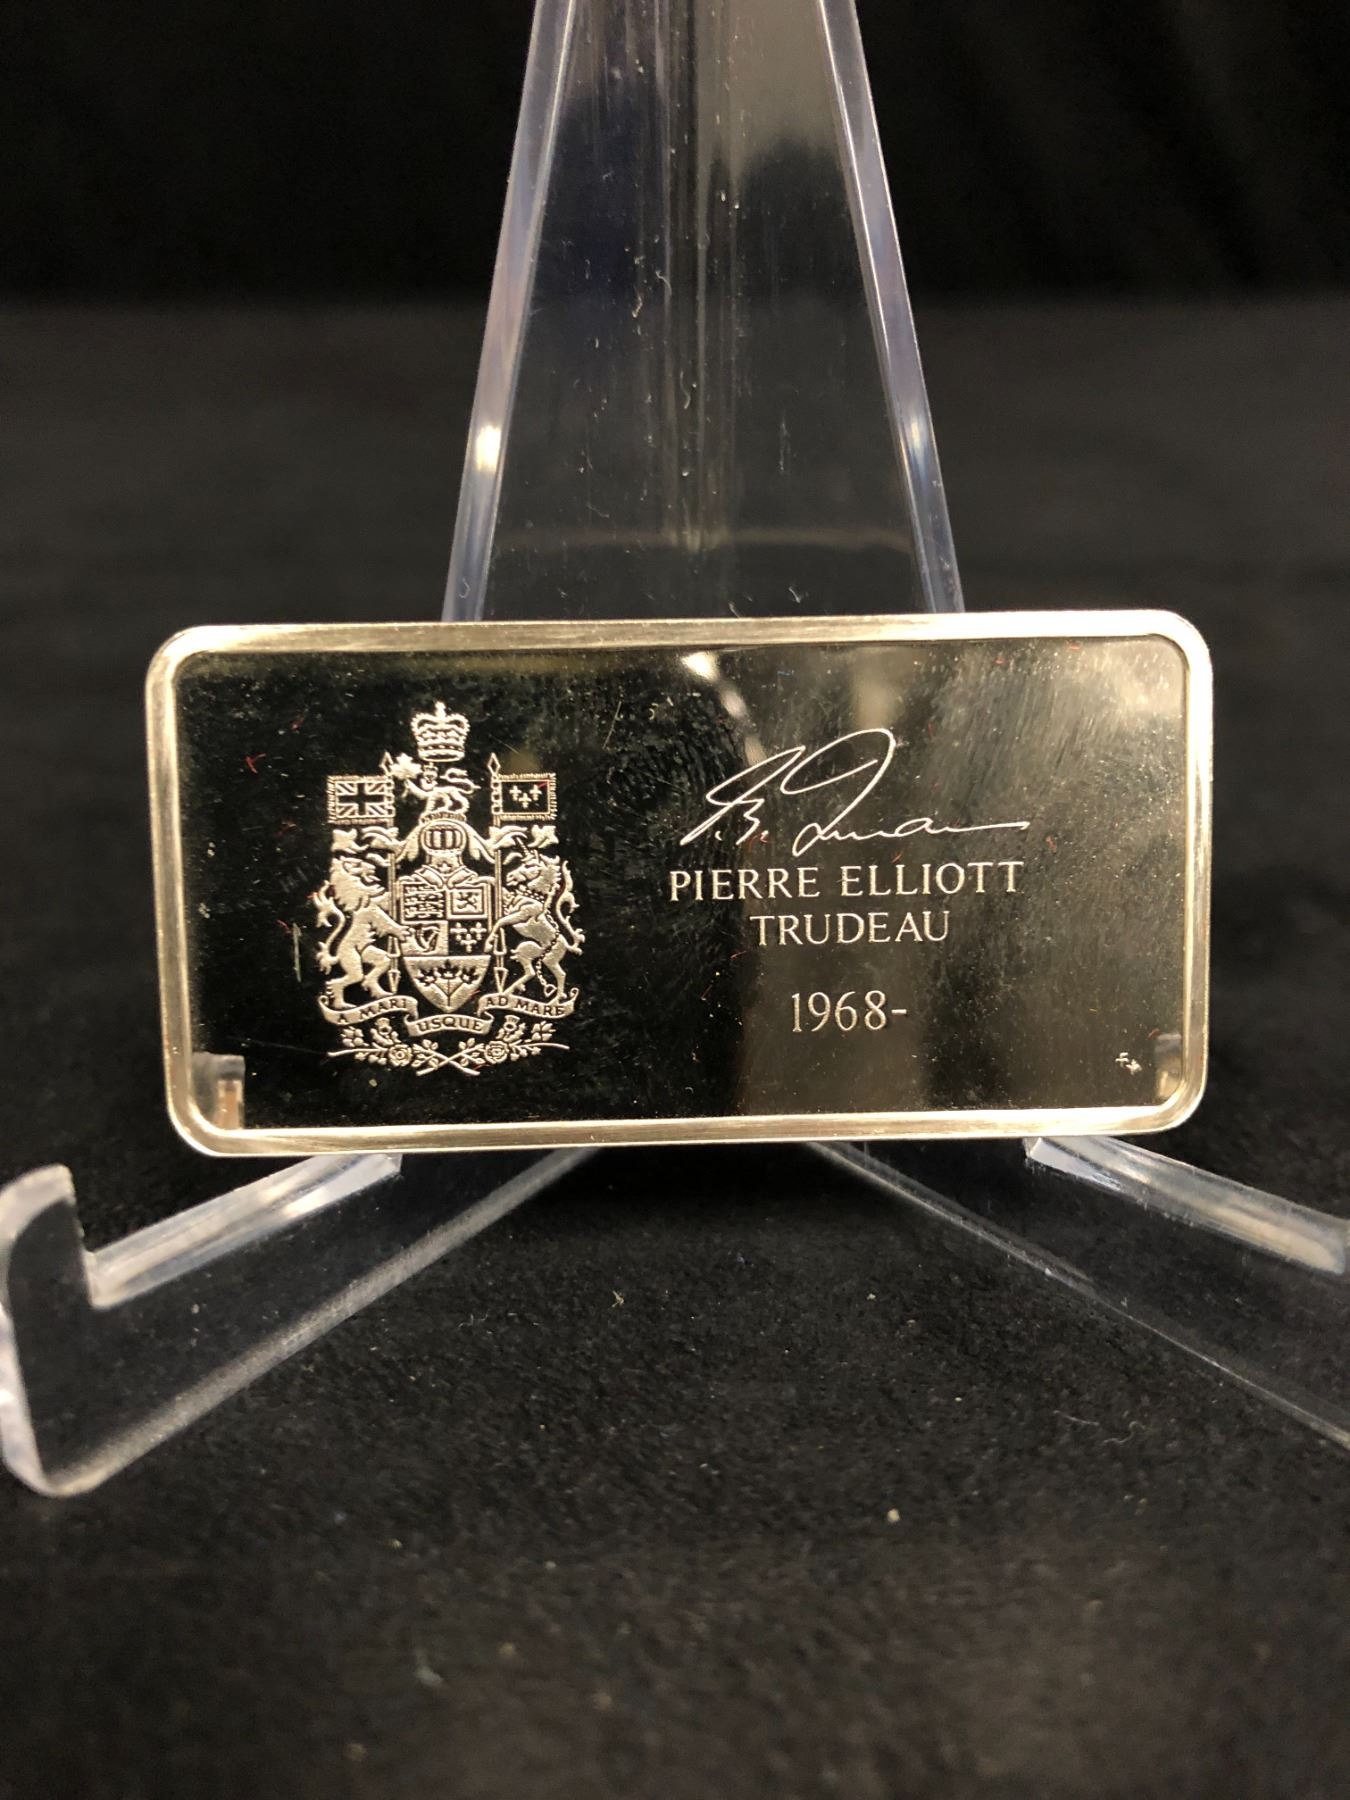 A MARI USQUE AD MARE
PIERRE ELLIOTT
TRUDEAU
1968-